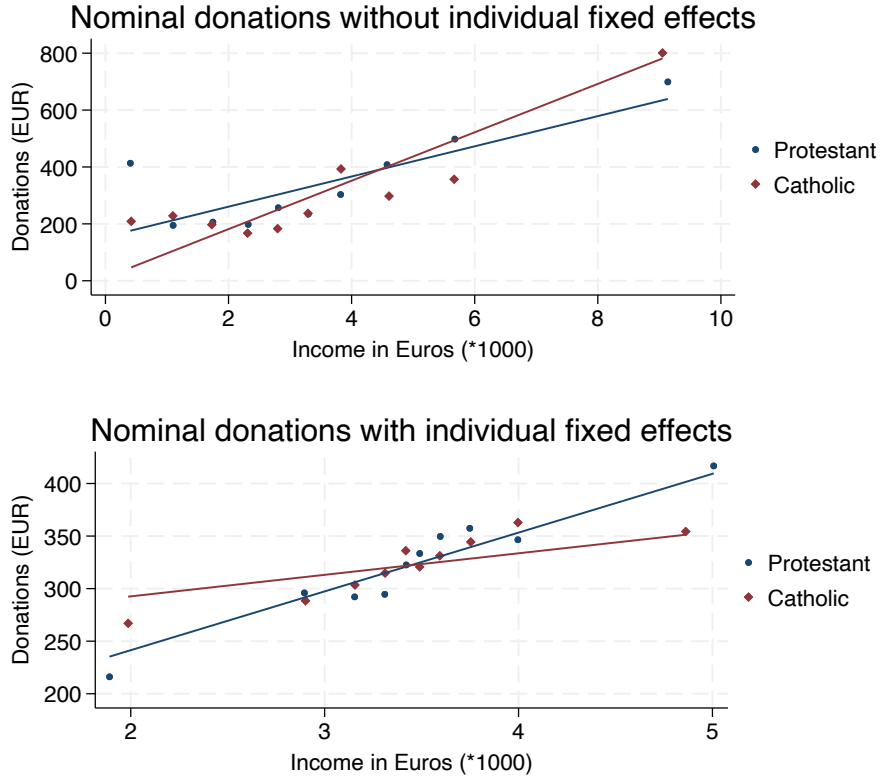 Nominal donations without individual fixed effects
Donations (EUR)
800
600
400
200
0
0 2 4 6 8 10
Income in Euros (*1000)
Protestant
Catholic
Nominal donations with individual fixed effects
Donations (EUR)
400
350
300
250
200
2 3 4 5
Income in Euros (*1000)
Protestant
Catholic